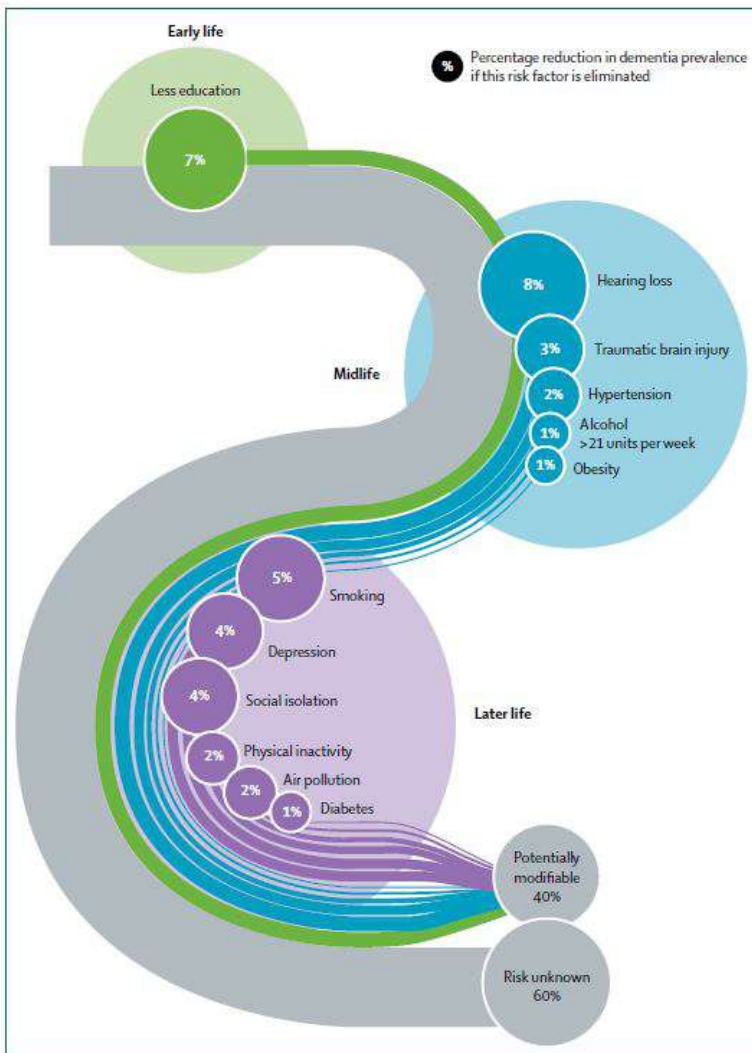 Early life
%
Percentage reduction in dementia prevalence
if this risk factor is eliminated
Less education
7%
8%
Hearing loss
3%
Traumatic brain injury
Midlife
2%
Hypertension
1%
Alcohol
>21 units per week
1%
Obesity
5%
Smoking
4%
Depression
4%
Social isolation
Later life
2%
Physical inactivity
2%
Air pollution
1%
Diabetes
Potentially
modifiable
40%
Risk unknown
60%